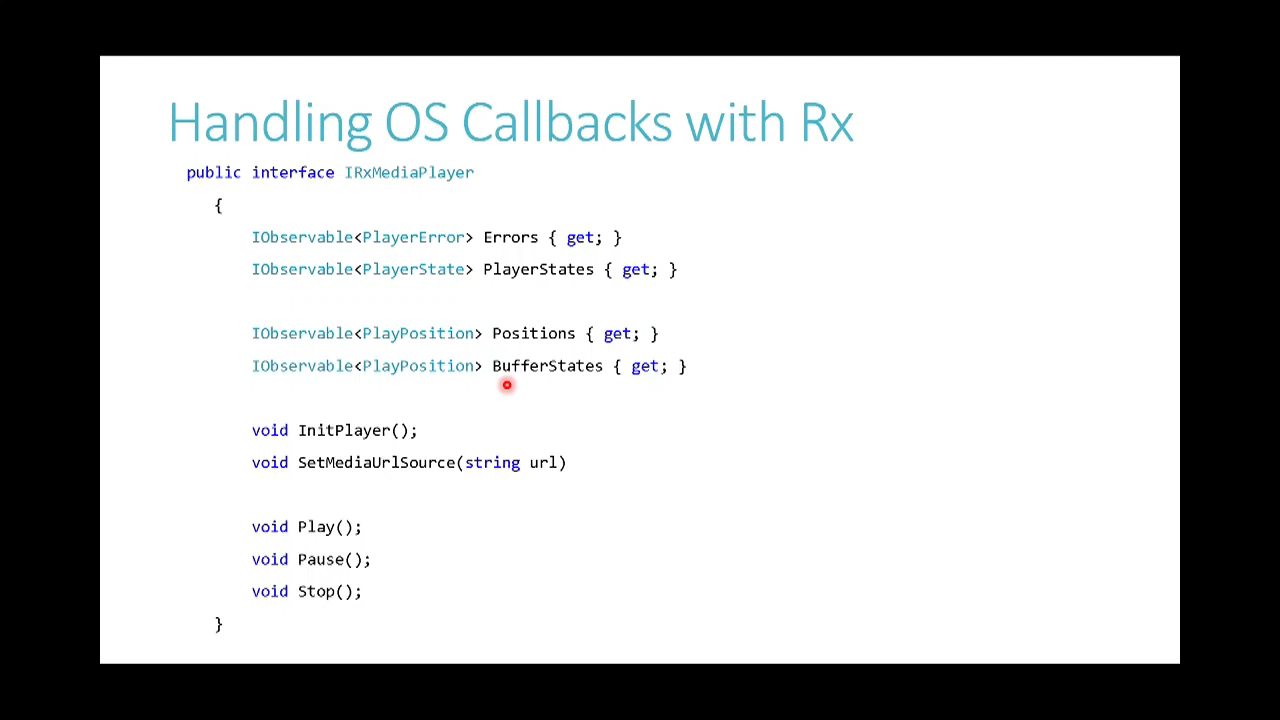 Handling OS Callbacks with Rx
public interface IRxMediaPlayer
{
IObservable<PlayerError> Errors { get; }
IObservable<PlayerState> PlayerStates { get; }
IObservable<PlayPosition> Positions { get; }
IObservable<PlayPosition> BufferStates { get; }
void InitPlayer();
void SetMediaUrlSource(string url)
void Play();
void Pause();
void Stop();
}